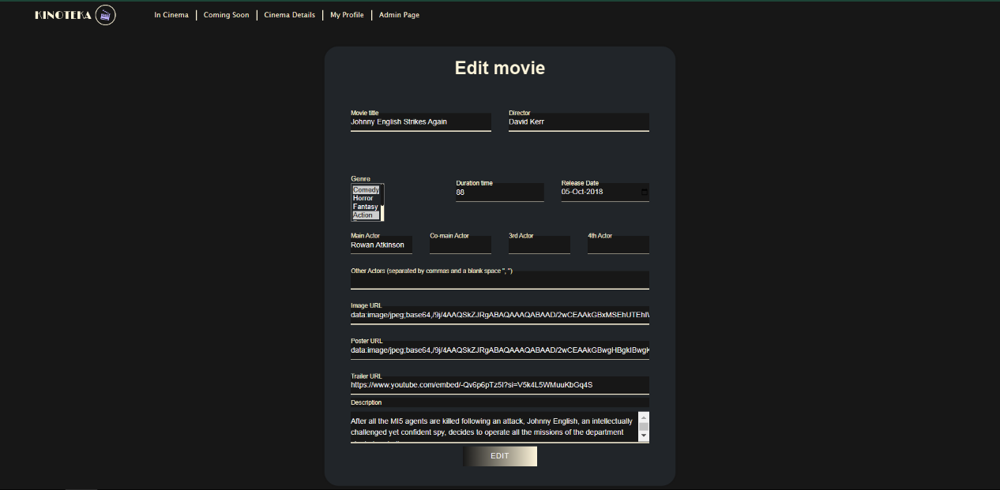 KINOTEKA
In Cinema
Coming Soon
Cinema Details
My Profile
Admin Page
Edit movie
Movie title
Johnny English Strikes Again
Director
David Kerr
Genre
Comedy
Horror
Fantasy
Action
Duration time
88
Release Date
05-Oct-2018
Main Actor
Rowan Atkinson
Co-main Actor
3rd Actor
4th Actor
Other Actors (separated by commas and a blank space ", ")
Image URL
data:image/jpeg;base64,/9j/4AAQSkZJRgABAQAAAQABAAD/2wCEAAkGBxMSEhUTEhIV
Poster URL
data:image/jpeg;base64,/9j/4AAQSkZJRgABAQAAAQABAAD/2wCEAAkGBwgHBgkIBwgK
Trailer URL
https://www.youtube.com/embed/-Qv6p6pTz5I?si=V5k4L5WMuuKbGq4S
Description
After all the MI5 agents are killed following an attack, Johnny English, an intellectually
challenged yet confident spy, decides to operate all the missions of the department
EDIT